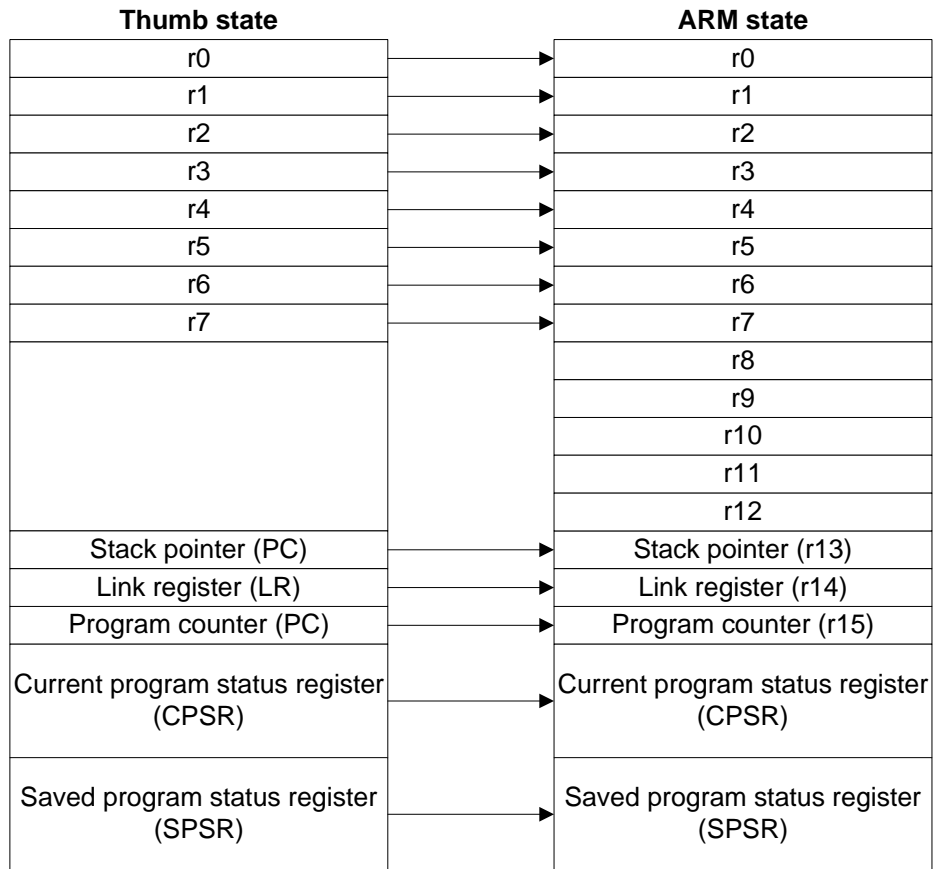 Thumb state ARM state
r0 r0
r1 r1
r2 r2
r3 r3
r4 r4
r5 r5
r6 r6
r7 r7
r8
r9
r10
r11
r12
Stack pointer (PC) Stack pointer (r13)
Link register (LR) Link register (r14)
Program counter (PC) Program counter (r15)
Current program status register Current program status register
(CPSR) (CPSR)
Saved program status register Saved program status register
(SPSR) (SPSR)